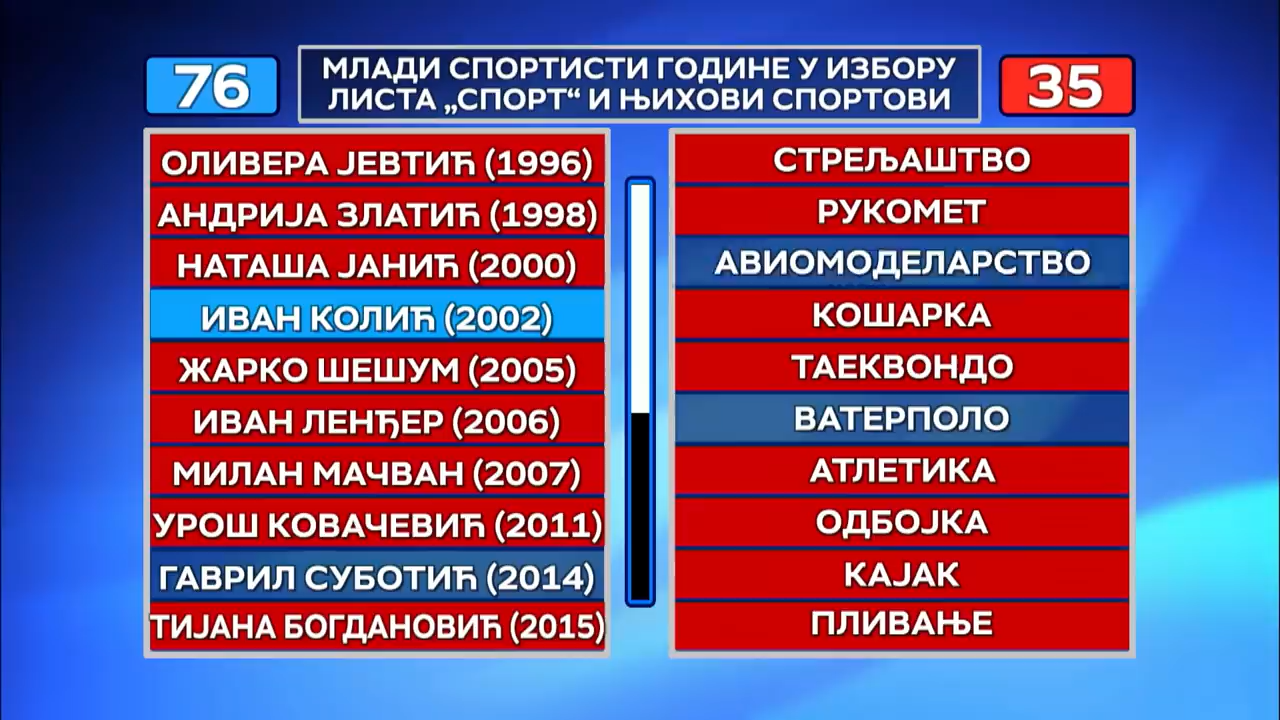 76
МЛАДИ СПОРТИСТИ ГОДИНЕ У ИЗБОРУ
ЛИСТА „СПОРТ“ И ЊИХОВИ СПОРТОВИ
35
ОЛИВЕРА ЈЕВТИЋ (1996)
АНДРИЈА ЗЛАТИЋ (1998)
НАТАША ЈАНИЋ (2000)
ИВАН КОЛИЋ (2002)
ЖАРКО ШЕШУМ (2005)
ИВАН ЛЕНЂЕР (2006)
МИЛАН МАЧВАН (2007)
УРОШ КОВАЧЕВИЋ (2011)
ГАВРИЛ СУБОТИЋ (2014)
ТИЈАНА БОГДАНОВИЋ (2015)
СТРЕЉАШТВО
РУКОМЕТ
АВИОМОДЕЛАРСТВО
КОШАРКА
ТАЕКВОНДО
ВАТЕРПОЛО
АТЛЕТИКА
ОДБОЈКА
КАЈАК
ПЛИВАЊЕ